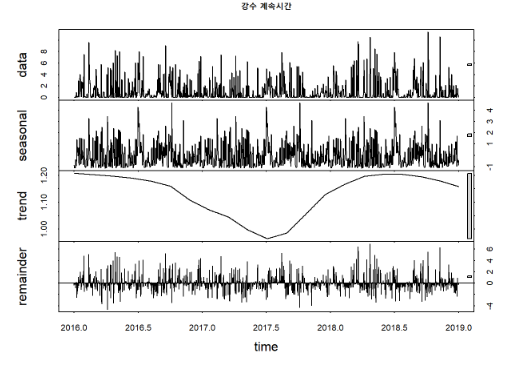 강수 계속시간
data
0 2 4 6 8
seasonal
-1 1 2 3 4
trend
1.00 1.10 1.20
remainder
-4 0 2 4 6
2016.0 2016.5 2017.0 2017.5 2018.0 2018.5 2019.0
time